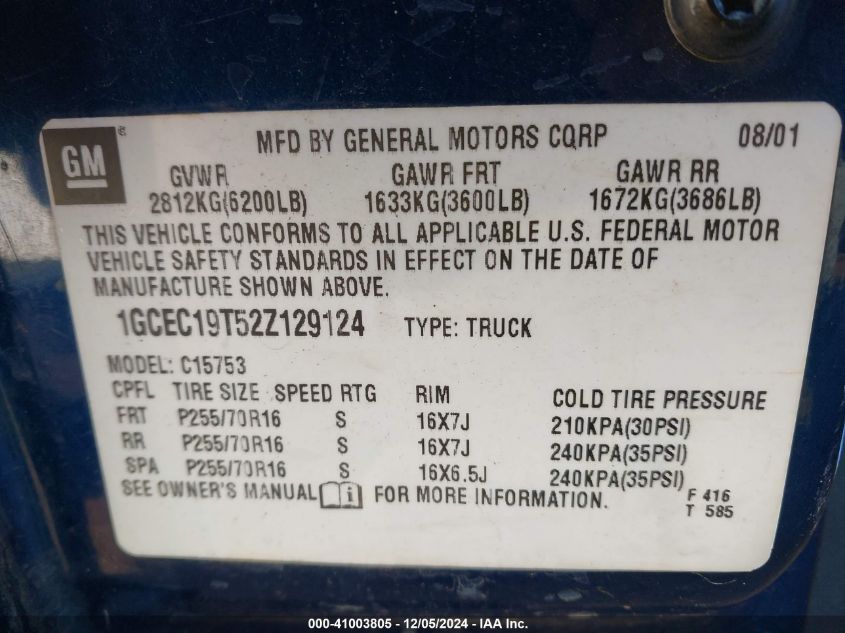 GM ®
MFD BY GENERAL MOTORS CORP 08/01
GVWR GAWR FRT GAWR RR
2812KG(6200LB) 1633KG(3600LB) 1672KG(3686LB)
THIS VEHICLE CONFORMS TO ALL APPLICABLE U.S. FEDERAL MOTOR
VEHICLE SAFETY STANDARDS IN EFFECT ON THE DATE OF
MANUFACTURE SHOWN ABOVE.
1GCEC19T52Z129124 TYPE: TRUCK
MODEL: C15753
CPFL TIRE SIZE SPEED RTG RIM COLD TIRE PRESSURE
FRT P255/70R16 S 16X7J 210KPA(30PSI)
RR P255/70R16 S 16X7J 240KPA(35PSI)
SPA P255/70R16 S 16X6.5J 240KPA(35PSI)
SEE OWNER'S MANUAL i FOR MORE INFORMATION.
F 416
T 585
000-41003805 - 12/05/2024 - IAA Inc.